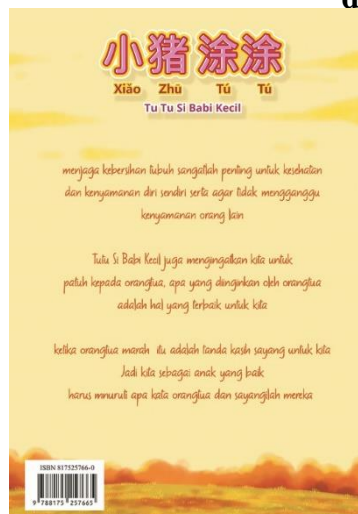 d
小猪涂涂
Xiǎo Zhū Tú Tú
Tu Tu Si Babi Kecil
menjaga kebersihan tubuh sangatlah penting untuk kesehatan
dan kenyamanan diri sendiri serta agar tidak mengganggu
kenyamanan orang lain
Tutu Si Babi Kecil juga mengingatkan kita untuk
patuh kepada orangtua, apa yang diinginkan oleh orangtua
adalah hal yang terbaik untuk kita
ketika orangtua marah itu adalah tanda kasih sayang untuk kita
Jadi kita sebagai anak yang baik
harus mnuruti apa kata orangtua dan sayangilah mereka
ISBN 817525766-0
9 788175 257665